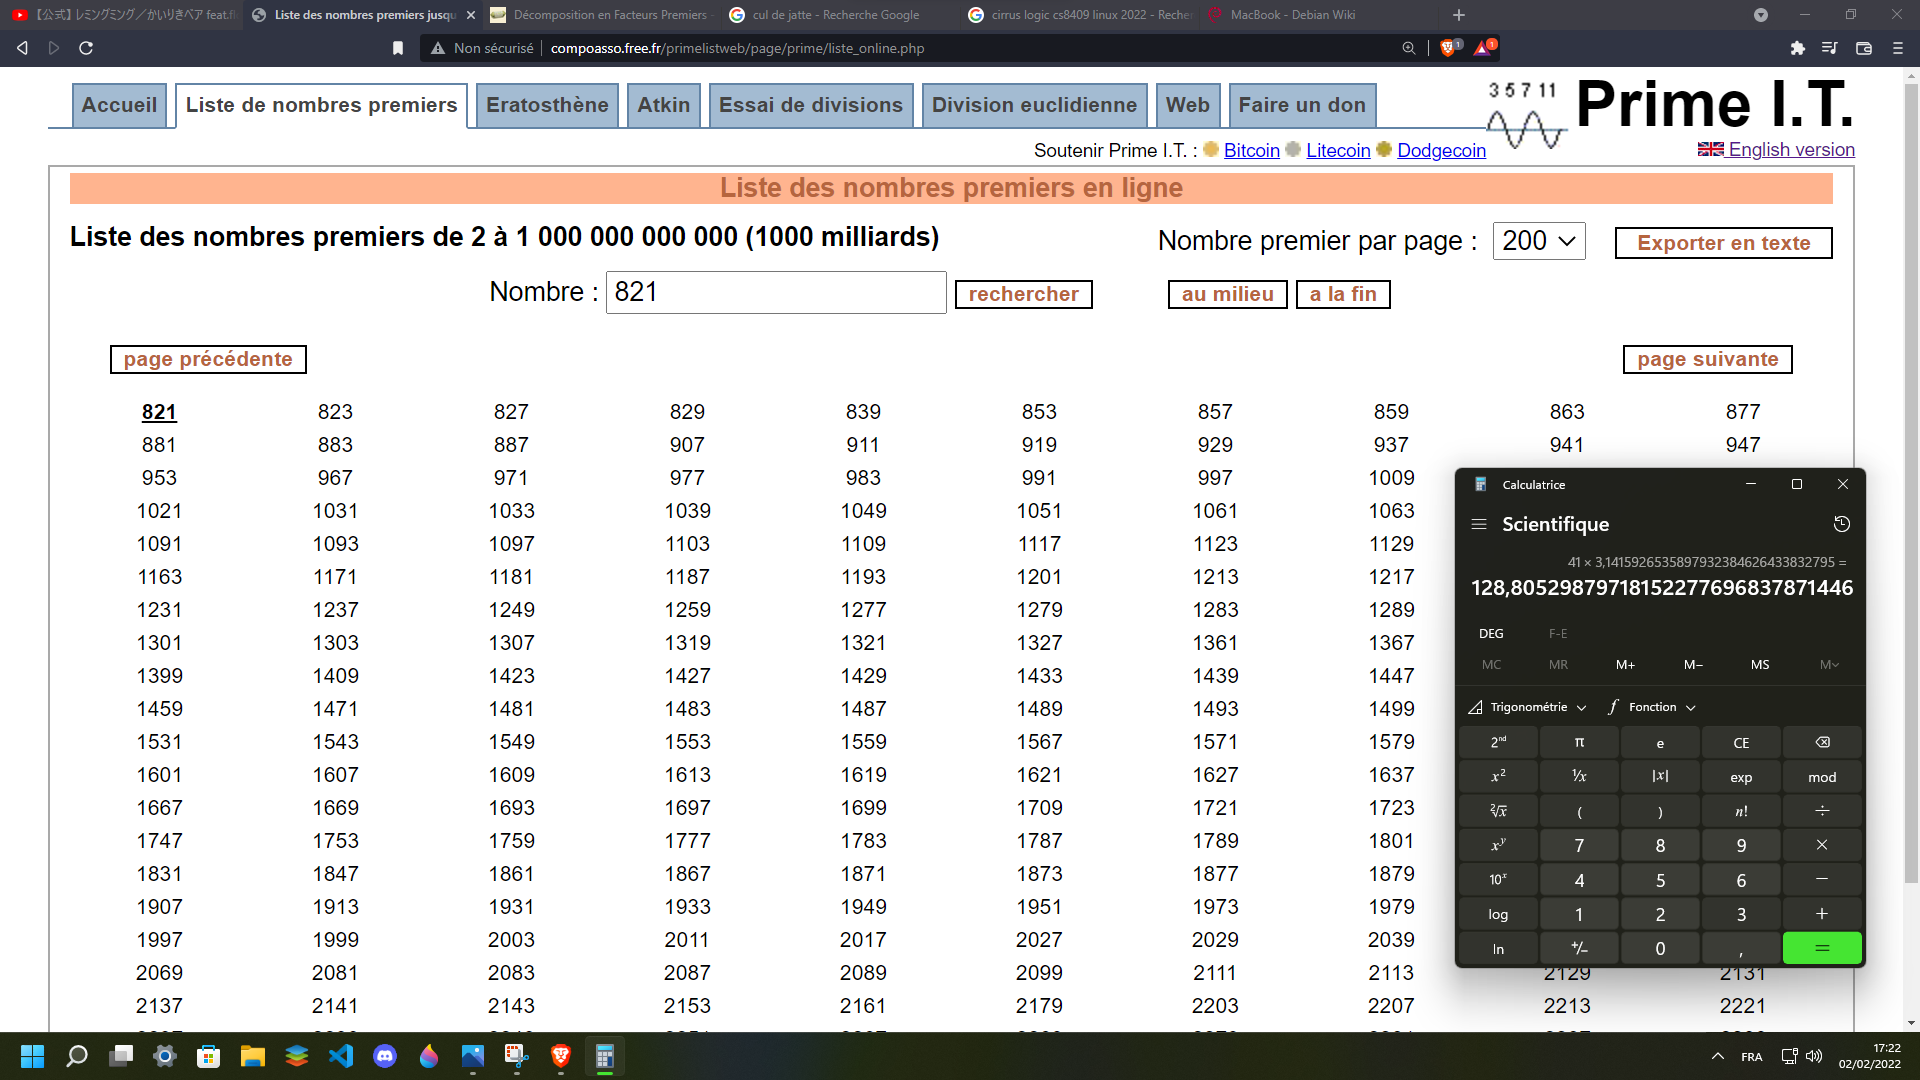 【公式】レミングミング／かいりきベア feat.fl
Liste des nombres premiers jusqu
Décomposition en Facteurs Premiers -
cul de jatte - Recherche Google
cirrus logic cs8409 linux 2022 - Recher
MacBook - Debian Wiki
Non sécurisé
compoasso.free.fr/primelistweb/page/prime/liste_online.php
1
1
Accueil
Liste de nombres premiers
Eratosthène
Atkin
Essai de divisions
Division euclidienne
Web
Faire un don
3 5 7 11
Prime I.T.
Soutenir Prime I.T. : Bitcoin Litecoin Dodgecoin
English version
Liste des nombres premiers en ligne
Liste des nombres premiers de 2 à 1 000 000 000 000 (1000 milliards)
Nombre premier par page : 200
Exporter en texte
Nombre : 821
rechercher
au milieu
a la fin
page précédente
page suivante
821 823 827 829 839 853 857 859 863 877
881 883 887 907 911 919 929 937 941 947
953 967 971 977 983 991 997 1009
1021 1031 1033 1039 1049 1051 1061 1063
1091 1093 1097 1103 1109 1117 1123 1129
1163 1171 1181 1187 1193 1201 1213 1217
1231 1237 1249 1259 1277 1279 1283 1289
1301 1303 1307 1319 1321 1327 1361 1367
1399 1409 1423 1427 1429 1433 1439 1447
1459 1471 1481 1483 1487 1489 1493 1499
1531 1543 1549 1553 1559 1567 1571 1579
1601 1607 1609 1613 1619 1621 1627 1637
1667 1669 1693 1697 1699 1709 1721 1723
1747 1753 1759 1777 1783 1787 1789 1801
1831 1847 1861 1867 1871 1873 1877 1879
1907 1913 1931 1933 1949 1951 1973 1979
1997 1999 2003 2011 2017 2027 2029 2039
2069 2081 2083 2087 2089 2099 2111 2113 2129 2131
2137 2141 2143 2153 2161 2179 2203 2207 2213 2221
Calculatrice
Scientifique
41 × 3,1415926535897932384626433832795 =
128,80529879718152277696837871446
DEG F-E
MC MR M+ M− MS M
Trigonométrie
Fonction
2nd π e CE
x² ¹/x |x| exp mod
²√x ( ) n! ÷
xʸ 7 8 9 ×
10ˣ 4 5 6 −
log 1 2 3 +
ln +/− 0 , =
FRA
17:22
02/02/2022